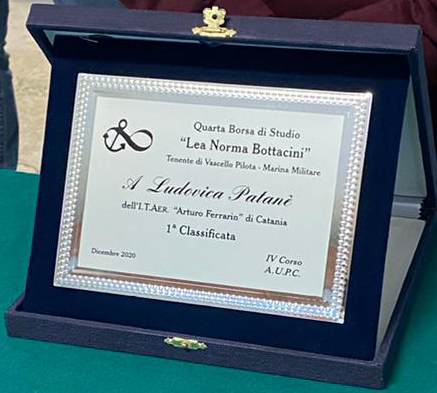 Quarta Borsa di Studio
"Lea Norma Bottacini"
Tenente di Vascello Pilota - Marina Militare
A Ludovica Patanè
dell'I.T.AER. "Arturo Ferrarin" di Catania
1ª Classificata
Dicembre 2020
IV Corso
A.U.P.C.